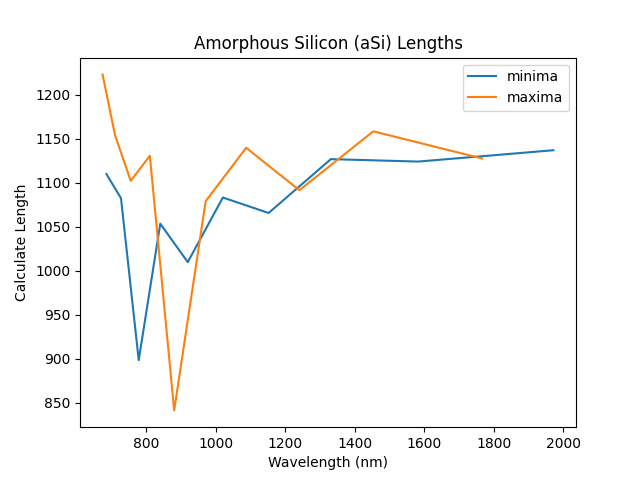 Amorphous Silicon (aSi) Lengths
minima
maxima
Calculate Length
1200
1150
1100
1050
1000
950
900
850
800 1000 1200 1400 1600 1800 2000
Wavelength (nm)